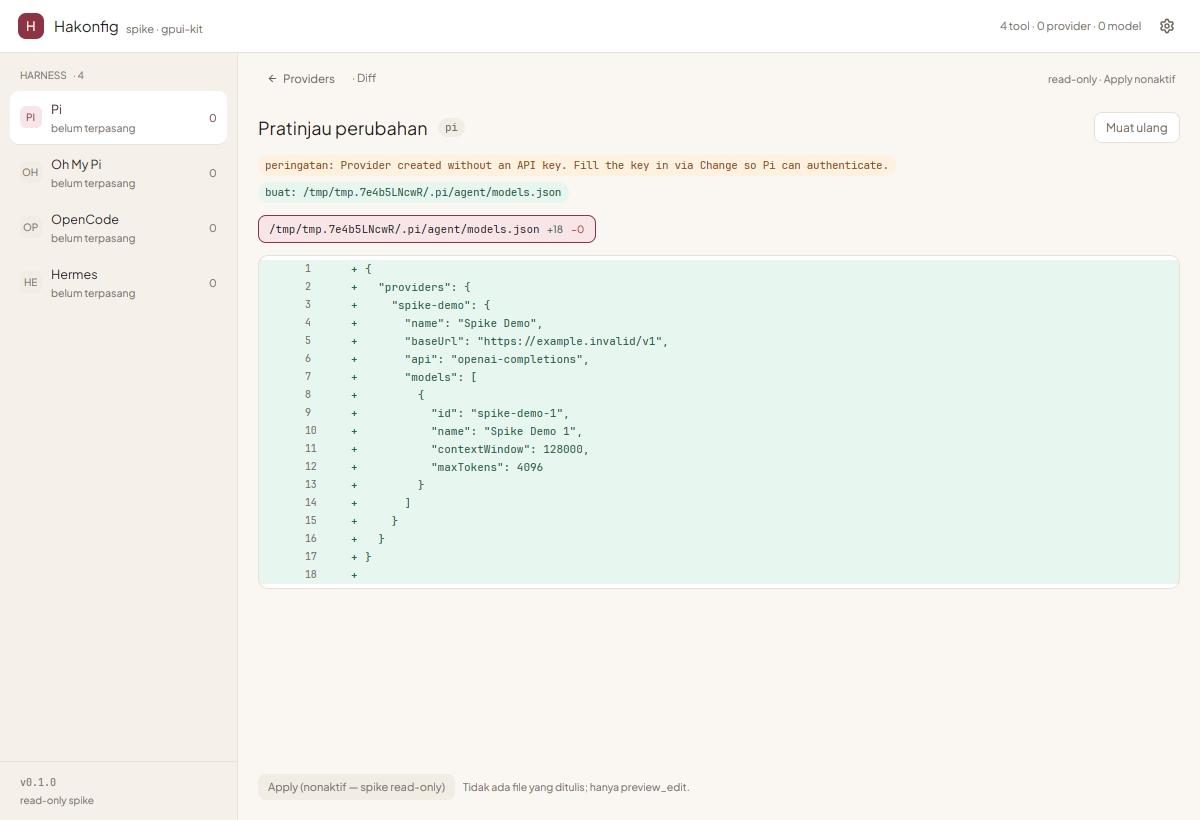 H Hakonfig spike · gpui-kit 4 tool · 0 provider · 0 model
HARNESS · 4
PI Pi 0
belum terpasang
OH Oh My Pi 0
belum terpasang
OP OpenCode 0
belum terpasang
HE Hermes 0
belum terpasang
v0.1.0
read-only spike
← Providers · Diff read-only · Apply nonaktif
Pratinjau perubahan pi Muat ulang
peringatan: Provider created without an API key. Fill the key in via Change so Pi can authenticate.
buat: /tmp/tmp.7e4b5LNcwR/.pi/agent/models.json
/tmp/tmp.7e4b5LNcwR/.pi/agent/models.json +18 −0
1 + {
2 + "providers": {
3 + "spike-demo": {
4 + "name": "Spike Demo",
5 + "baseUrl": "https://example.invalid/v1",
6 + "api": "openai-completions",
7 + "models": [
8 + {
9 + "id": "spike-demo-1",
10 + "name": "Spike Demo 1",
11 + "contextWindow": 128000,
12 + "maxTokens": 4096
13 + }
14 + ]
15 + }
16 + }
17 + }
18 +
Apply (nonaktif — spike read-only) Tidak ada file yang ditulis; hanya preview_edit.